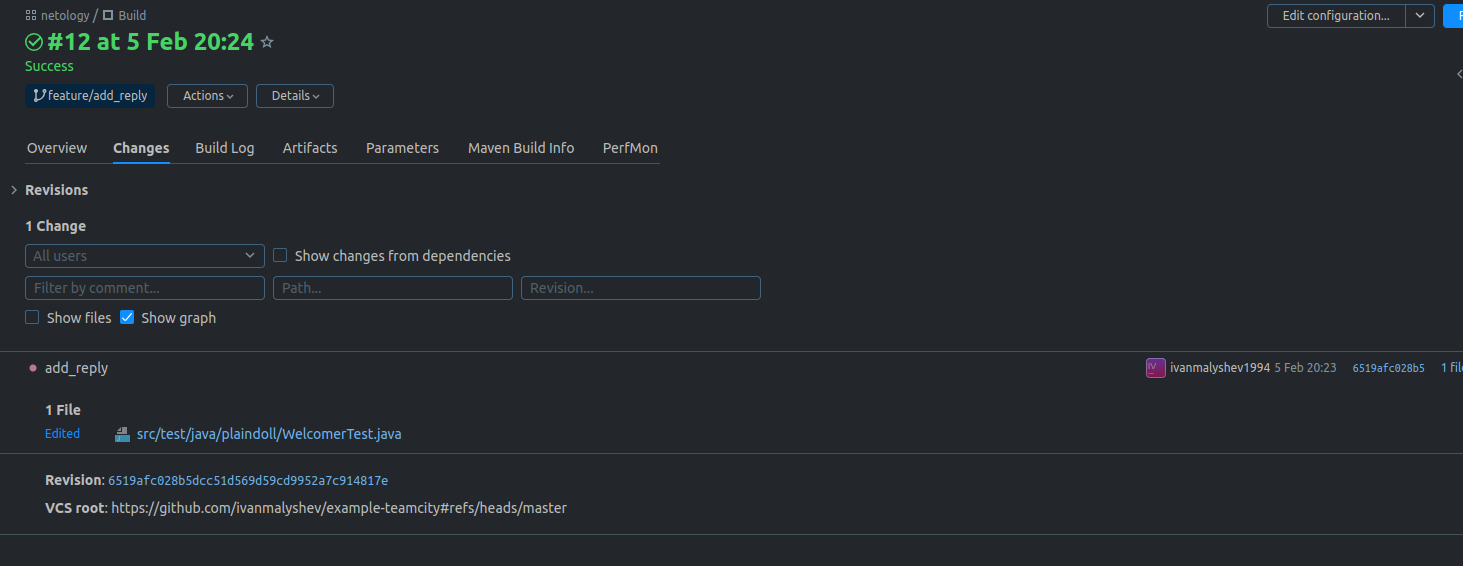 netology / Build
Edit configuration...
#12 at 5 Feb 20:24
Success
feature/add_reply Actions Details
Overview Changes Build Log Artifacts Parameters Maven Build Info PerfMon
Revisions
1 Change
All users Show changes from dependencies
Filter by comment... Path... Revision...
Show files Show graph
add_reply ivanmalyshev1994 5 Feb 20:23 6519afc028b5 1 file
1 File
Edited src/test/java/plaindoll/WelcomerTest.java
Revision: 6519afc028b5dcc51d569d59cd9952a7c914817e
VCS root: https://github.com/ivanmalyshev/example-teamcity#refs/heads/master